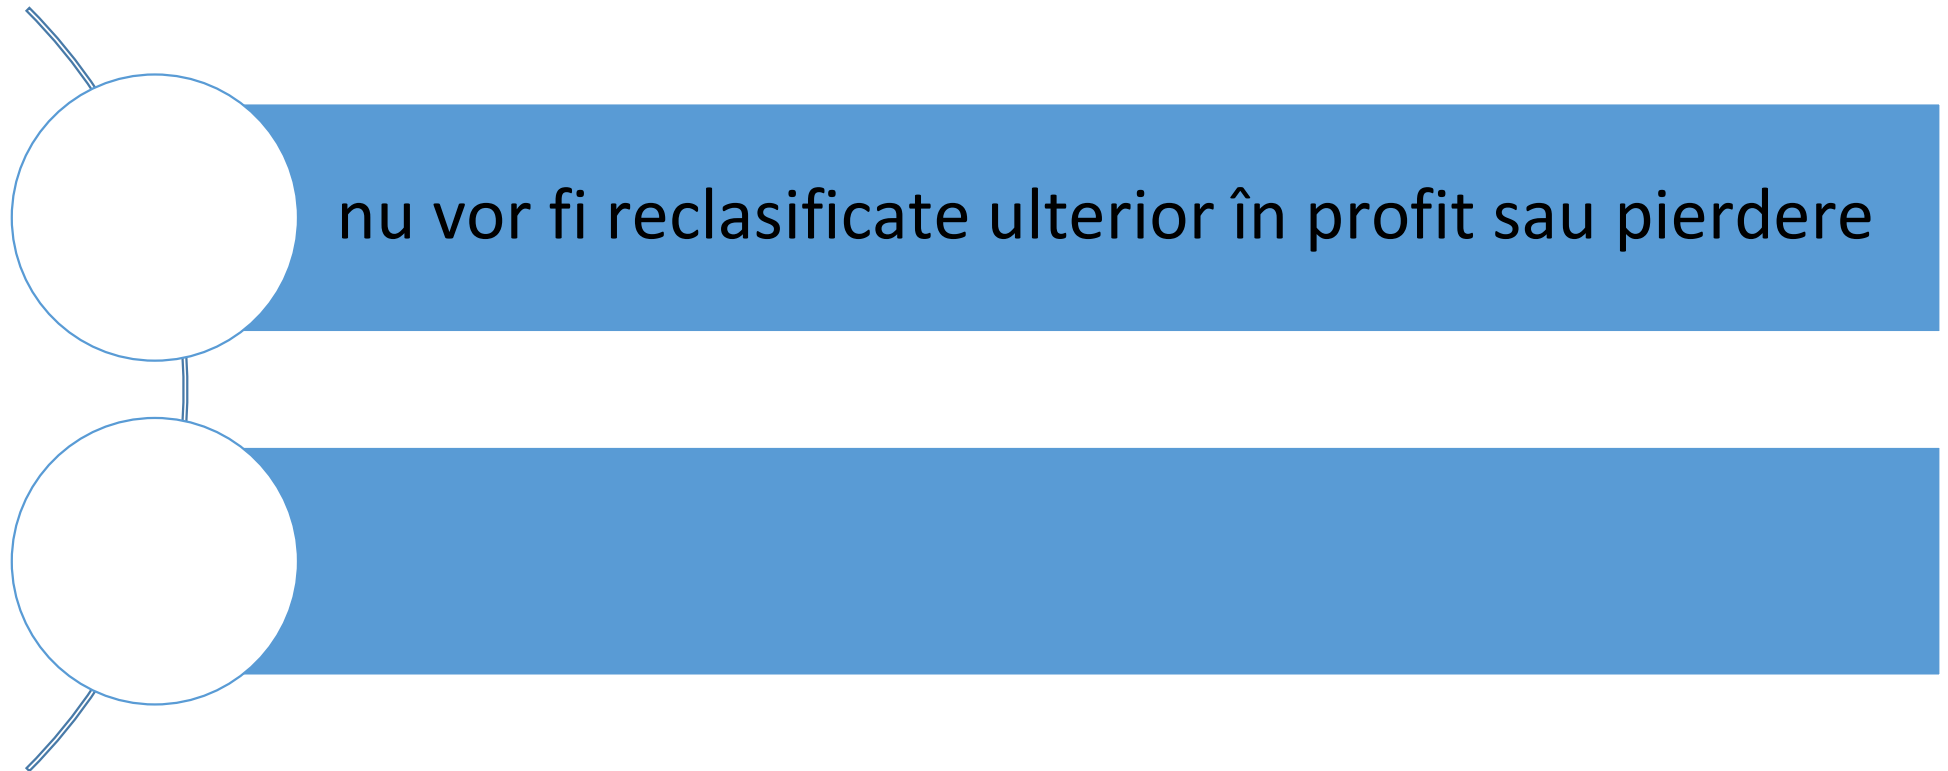 nu vor fi reclasificate ulterior în profit sau pierdere